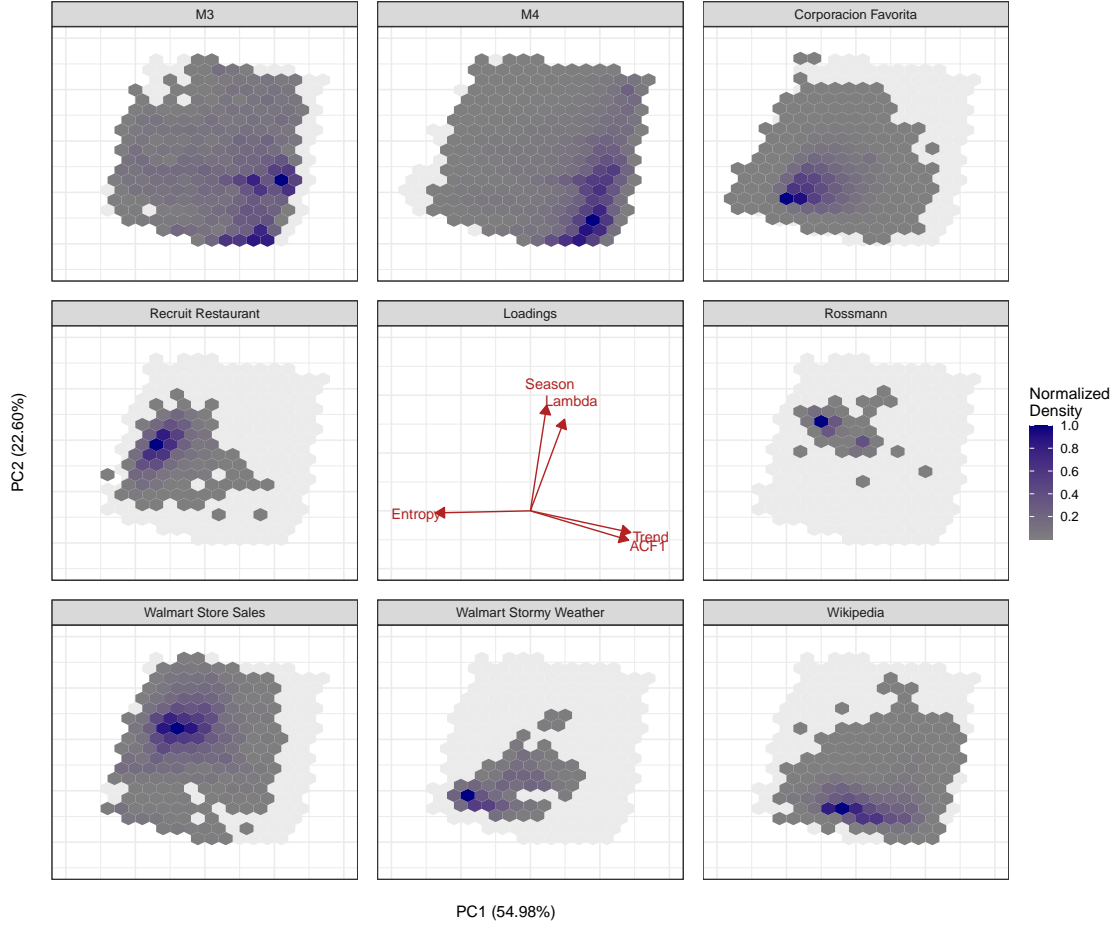 M3
M4
Corporacion Favorita
Recruit Restaurant
Loadings
Rossmann
Season
Lambda
Entropy
Trend
ACF1
Walmart Store Sales
Walmart Stormy Weather
Wikipedia
PC2 (22.60%)
PC1 (54.98%)
Normalized
Density
1.0
0.8
0.6
0.4
0.2